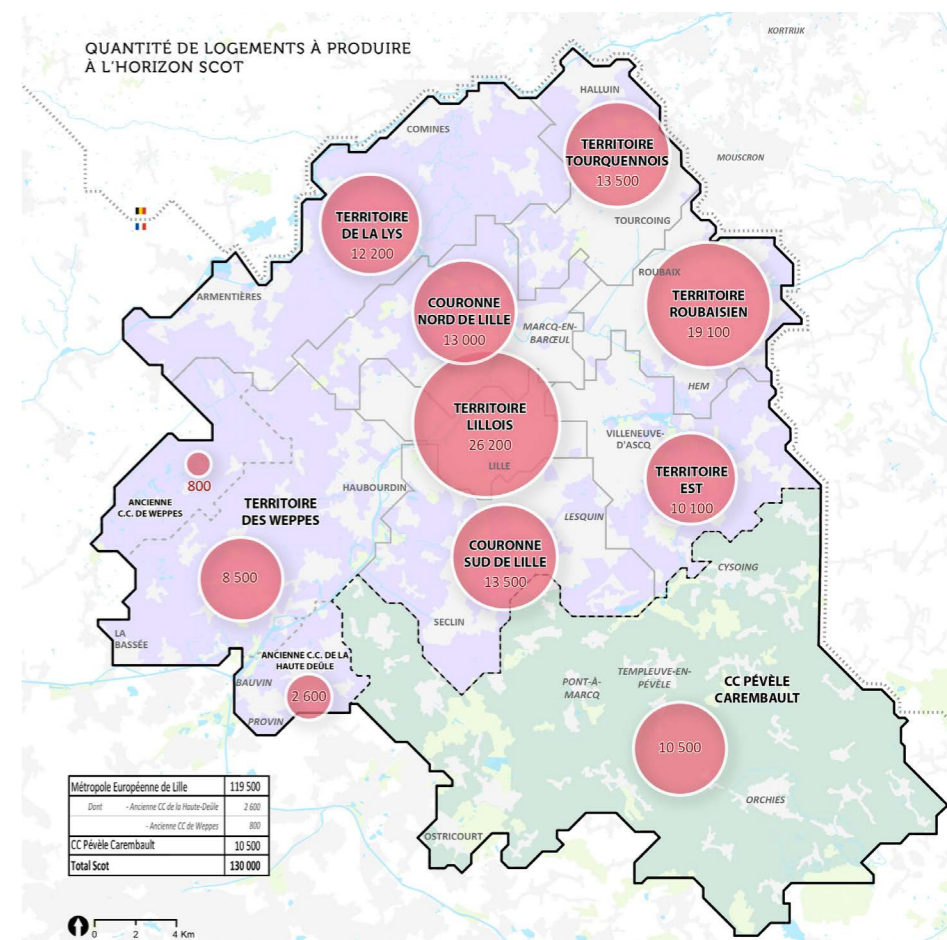 QUANTITÉ DE LOGEMENTS À PRODUIRE
À L'HORIZON SCOT
KORTRIJK
HALLUIN
COMINES
TERRITOIRE
TOURQUENNOIS
13 500
MOUSCRON
TERRITOIRE
DE LA LYS
12 200
TOURCOING
ROUBAIX
ARMENTIÈRES
TERRITOIRE
ROUBAISIEN
19 100
COURONNE
NORD DE LILLE
13 000
MARCQ-EN-
BARŒUL
HEM
TERRITOIRE
LILLOIS
26 200
LILLE
VILLENEUVE-
D'ASCQ
TERRITOIRE
EST
10 100
800
ANCIENNE
C.C. DE WEPPES
HAUBOURDIN
TERRITOIRE
DES WEPPES
8 500
LESQUIN
COURONNE
SUD DE LILLE
13 500
CYSOING
SECLIN
LA
BASSÉE
ANCIENNE C.C. DE LA
HAUTE DEÛLE
BAUVIN
2 600
PROVIN
PONT-À-
MARCQ
TEMPLEUVE-EN-
PÉVÈLE
CC PÉVÈLE
CAREMBAULT
10 500
ORCHIES
OSTRICOURT
Métropole Européenne de Lille 119 500
Dont - Ancienne CC de la Haute-Deûle 2 600
- Ancienne CC de Weppes 800
CC Pévèle Carembault 10 500
Total Scot 130 000
0 2 4 Km